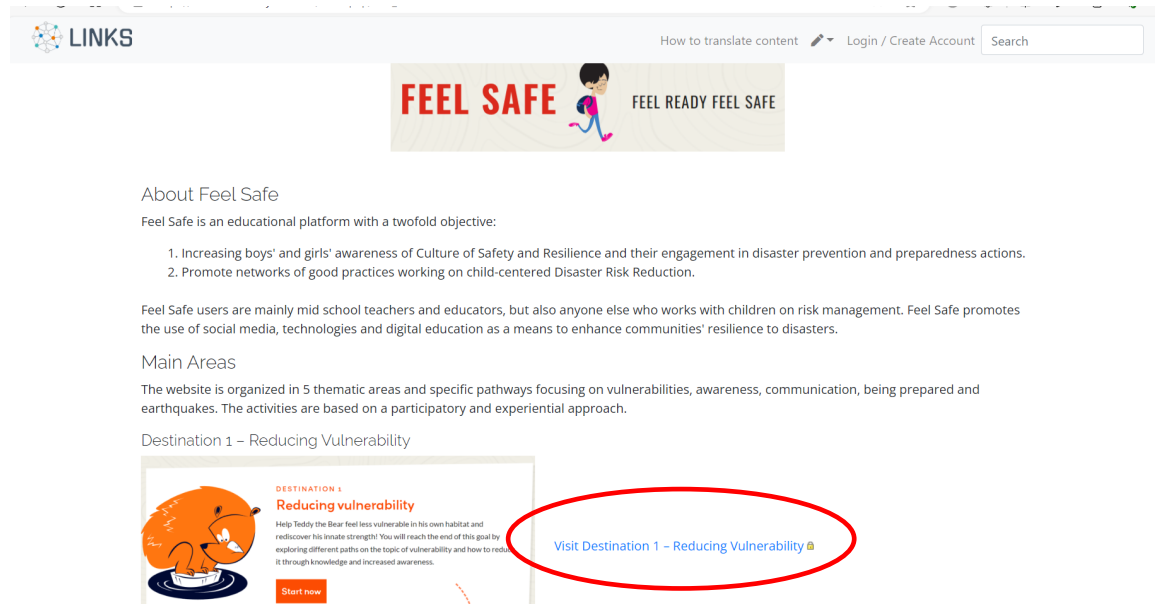 LINKS
How to translate content
Login / Create Account
Search
FEEL SAFE
FEEL READY FEEL SAFE
About Feel Safe
Feel Safe is an educational platform with a twofold objective:
1. Increasing boys' and girls' awareness of Culture of Safety and Resilience and their engagement in disaster prevention and preparedness actions.
2. Promote networks of good practices working on child-centered Disaster Risk Reduction.
Feel Safe users are mainly mid school teachers and educators, but also anyone else who works with children on risk management. Feel Safe promotes
the use of social media, technologies and digital education as a means to enhance communities' resilience to disasters.
Main Areas
The website is organized in 5 thematic areas and specific pathways focusing on vulnerabilities, awareness, communication, being prepared and
earthquakes. The activities are based on a participatory and experiential approach.
Destination 1 – Reducing Vulnerability
DESTINATION 1
Reducing vulnerability
Help Teddy the Bear feel less vulnerable in his own habitat and
rediscover his innate strength! You will reach the end of this goal by
exploring different paths on the topic of vulnerability and how to
it through knowledge and increased awareness.
Start now
Visit Destination 1 – Reducing Vulnerability